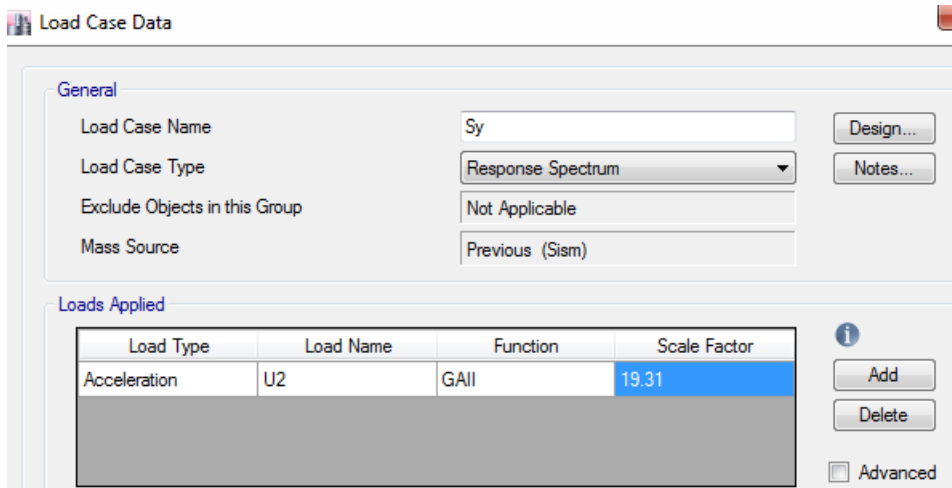 Load Case Data
General
Load Case Name Sy Design...
Load Case Type Response Spectrum Notes...
Exclude Objects in this Group Not Applicable
Mass Source Previous (Sism)
Loads Applied
Load Type Load Name Function Scale Factor
Acceleration U2 GAII 19.31
Add
Delete
Advanced